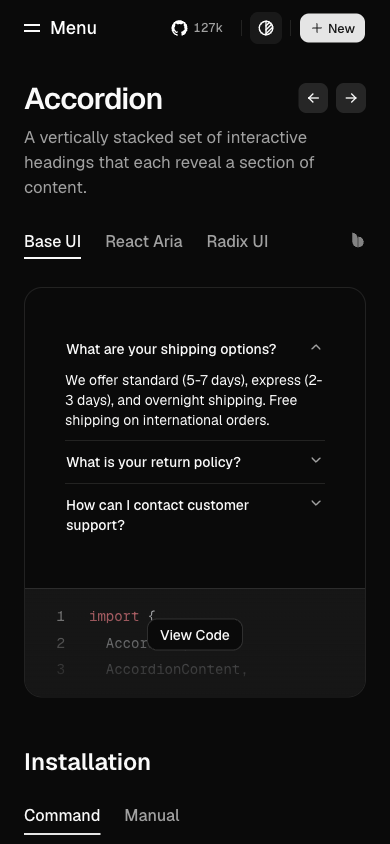 Menu
127k
New
Accordion
A vertically stacked set of interactive
headings that each reveal a section of
content.
Base UI
React Aria
Radix UI
What are your shipping options?
We offer standard (5-7 days), express (2-
3 days), and overnight shipping. Free
shipping on international orders.
What is your return policy?
How can I contact customer
support?
1 import {
2 Accor
View Code
3 AccordionContent,
Installation
Command
Manual